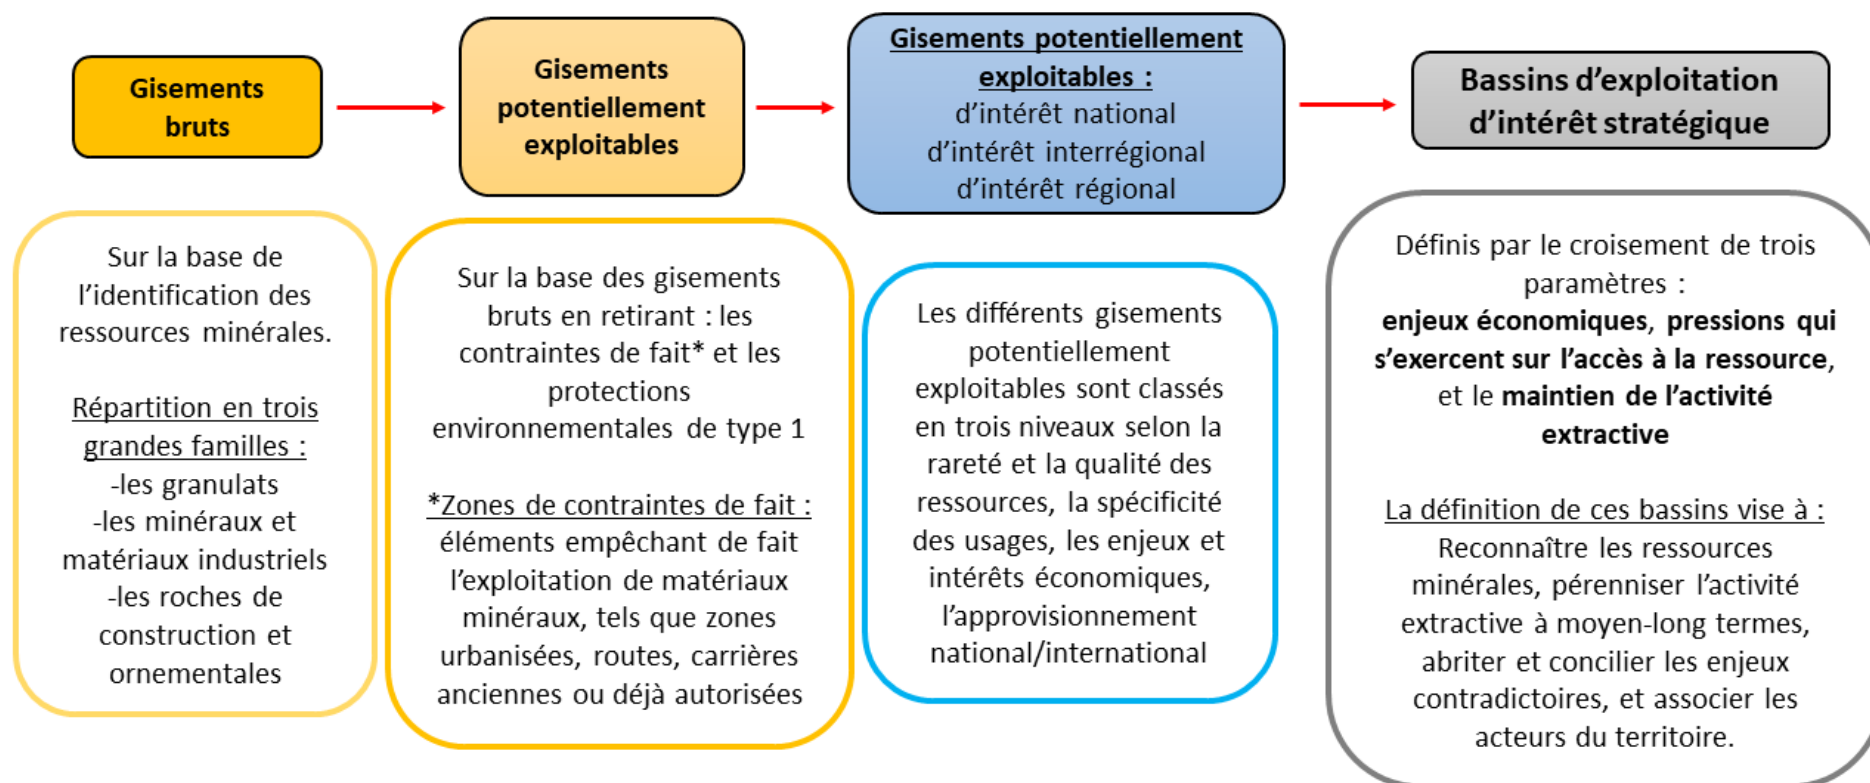 Gisements
bruts
Gisements
potentiellement
exploitables
Gisements potentiellement
exploitables :
d’intérêt national
d’intérêt interrégional
d’intérêt régional
Bassins d’exploitation
d’intérêt stratégique
Sur la base de
l’identification des
ressources minérales.
Répartition en trois
grandes familles :
-les granulats
-les minéraux et
matériaux industriels
-les roches de
construction et
ornementales
Sur la base des gisements
bruts en retirant : les
contraintes de fait* et les
protections
environnementales de type 1
*Zones de contraintes de fait :
éléments empêchant de fait
l’exploitation de matériaux
minéraux, tels que zones
urbanisées, routes, carrières
anciennes ou déjà autorisées
Les différents gisements
potentiellement
exploitables sont classés
en trois niveaux selon la
rareté et la qualité des
ressources, la spécificité
des usages, les enjeux et
intérêts économiques,
l’approvisionnement
national/international
Définis par le croisement de trois
paramètres :
enjeux économiques, pressions qui
s’exercent sur l’accès à la ressource,
et le maintien de l’activité
extractive
La définition de ces bassins vise à :
Reconnaître les ressources
minérales, pérenniser l’activité
extractive à moyen-long termes,
abriter et concilier les enjeux
contradictoires, et associer les
acteurs du territoire.